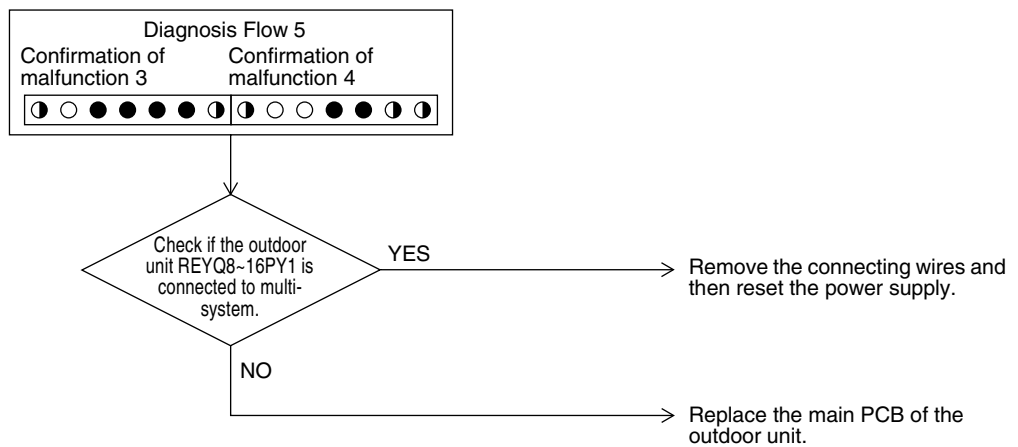 Diagnosis Flow 5
Confirmation of
malfunction 3
Confirmation of
malfunction 4
Check if the outdoor
unit REYQ8~16PY1 is
connected to multi-
system.
YES
Remove the connecting wires and
then reset the power supply.
NO
Replace the main PCB of the
outdoor unit.